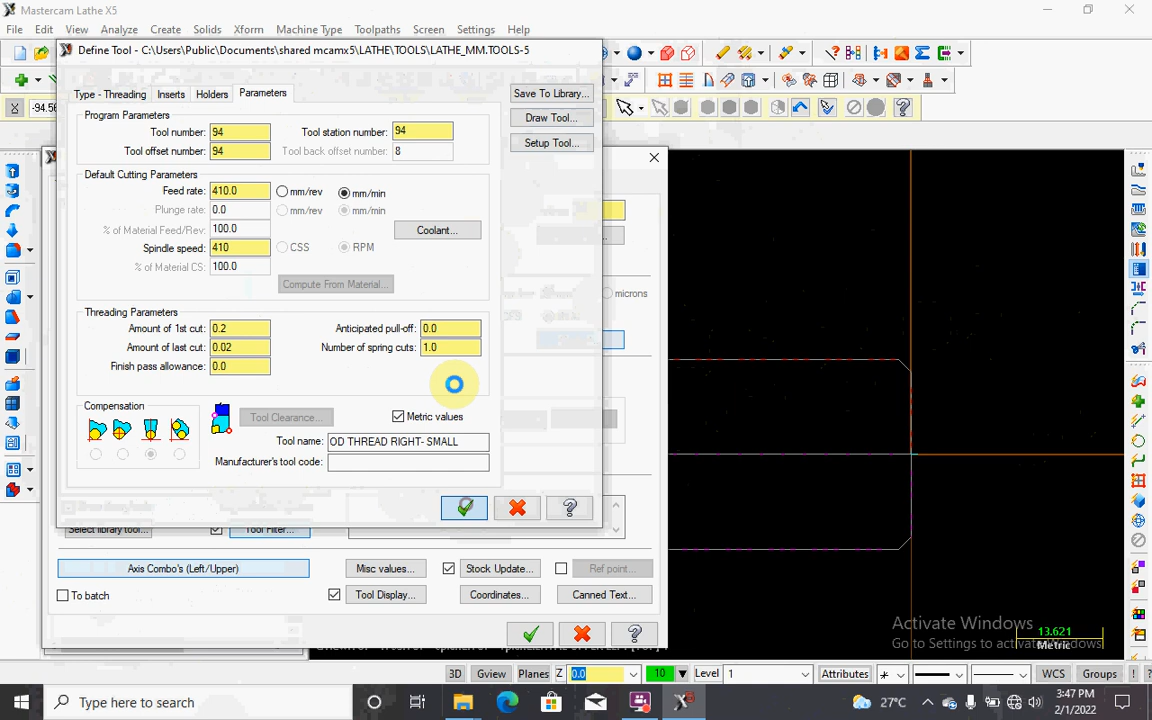 Mastercam Lathe X5
File Edit View Analyze Create Solids Xform Machine Type Toolpaths Screen Settings Help
Define Tool - C:\Users\Public\Documents\shared mcamx5\LATHE\TOOLS\LATHE_MM.TOOLS-5
-94.56
Type - Threading Inserts Holders Parameters
Save To Library...
Draw Tool...
Setup Tool...
Program Parameters
Tool number: 94 Tool station number: 94
Tool offset number: 94 Tool back offset number: 8
Default Cutting Parameters
Feed rate: 410.0 mm/rev mm/min
Plunge rate: 0.0 mm/rev mm/min
% of Material Feed/Rev: 100.0 Coolant...
Spindle speed: 410 CSS RPM
% of Material CS: 100.0
Compute From Material...
microns
Threading Parameters
Amount of 1st cut: 0.2 Anticipated pull-off: 0.0
Amount of last cut: 0.02 Number of spring cuts: 1.0
Finish pass allowance: 0.0
Compensation
Tool Clearance... Metric values
Tool name: OD THREAD RIGHT- SMALL
Manufacturer's tool code:
Select library tool... Tool Filter...
Axis Combo's (Left/Upper) Misc values... Stock Update... Ref point...
To batch Tool Display... Coordinates... Canned Text...
Activate Windows
Go to Settings to activate Windows.
13.621
Metric
3D Gview Planes Z 0.0 10 Level 1 Attributes WCS Groups ! ?
Type here to search
27°C
3:47 PM
2/1/2022